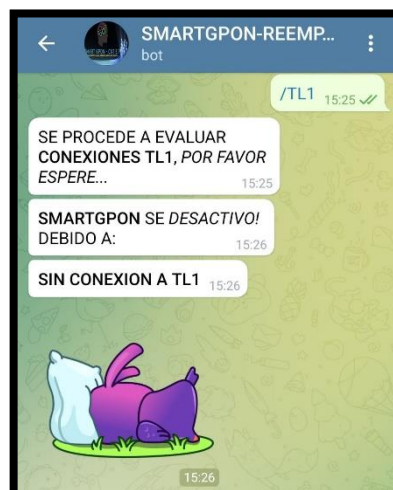 SMARTGPON-REEMP...
bot
/TL1 15:25
SE PROCEDE A EVALUAR
CONEXIONES TL1, POR FAVOR
ESPERE...
15:25
SMARTGPON SE DESACTIVO!
DEBIDO A:
15:26
SIN CONEXION A TL1 15:26
15:26